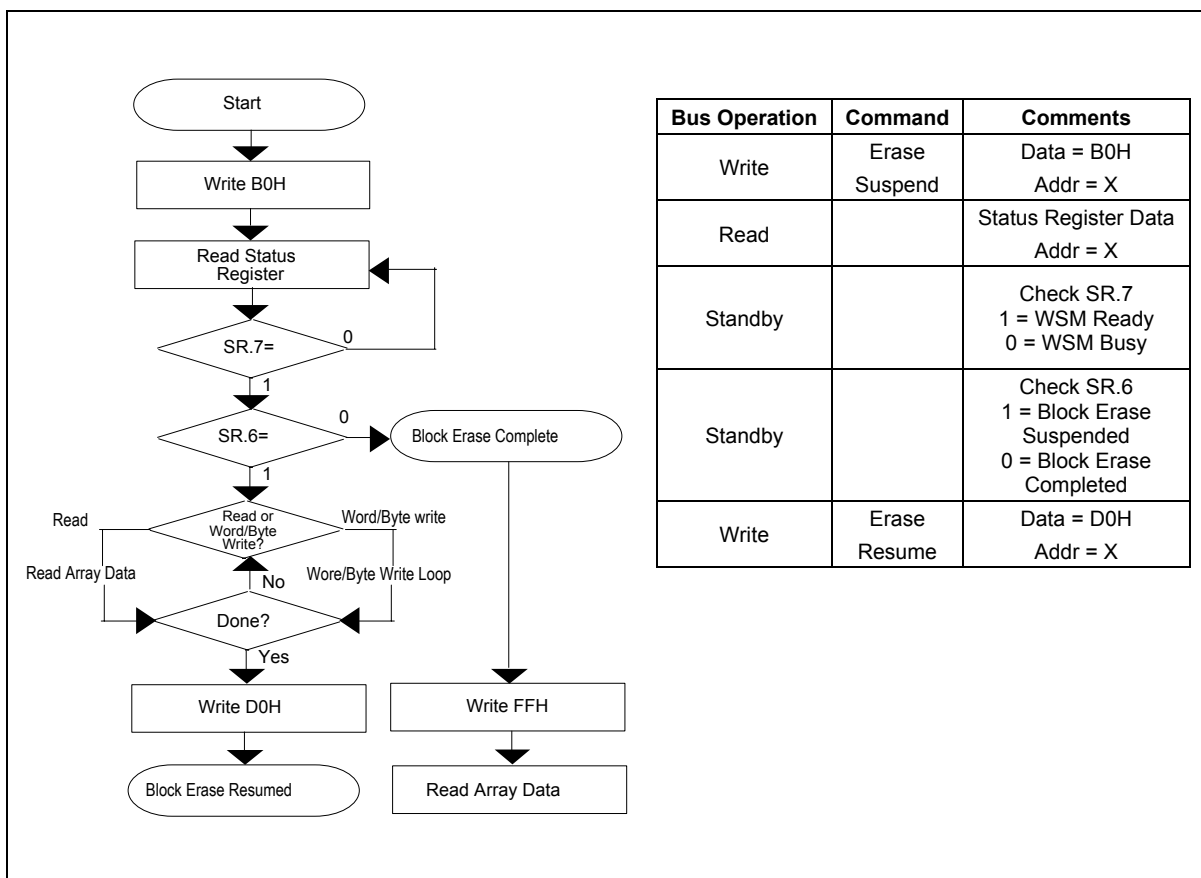 Start
Write B0H
Read Status
Register
SR.7=
0
1
SR.6=
0
Block Erase Complete
1
Read or
Word/Byte
Write?
Read
Word/Byte write
Read Array Data
Wore/Byte Write Loop
No
Done?
Yes
Write D0H
Write FFH
Block Erase Resumed
Read Array Data
Bus Operation Command Comments
Write
Erase
Suspend
Data = B0H
Addr = X
Read
Status Register Data
Addr = X
Standby
Check SR.7
1 = WSM Ready
0 = WSM Busy
Standby
Check SR.6
1 = Block Erase
Suspended
0 = Block Erase
Completed
Write
Erase
Resume
Data = D0H
Addr = X